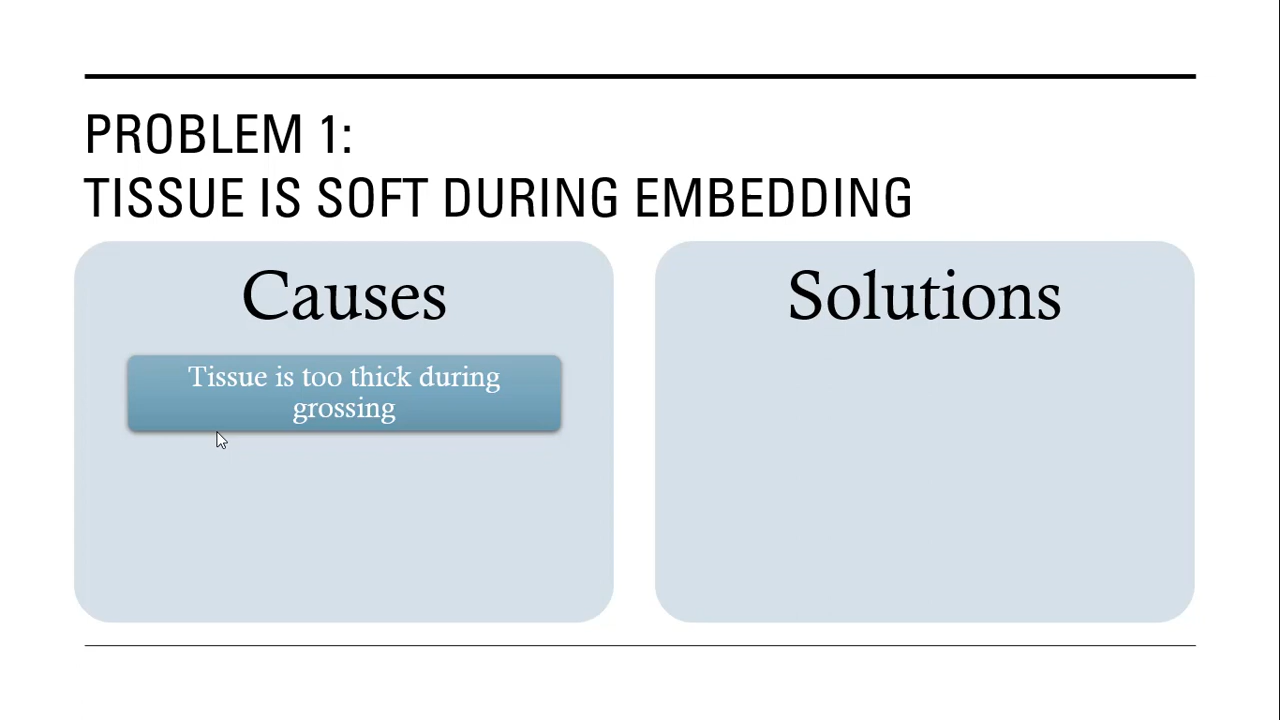 PROBLEM 1:
TISSUE IS SOFT DURING EMBEDDING
Causes
Tissue is too thick during
grossing
Solutions